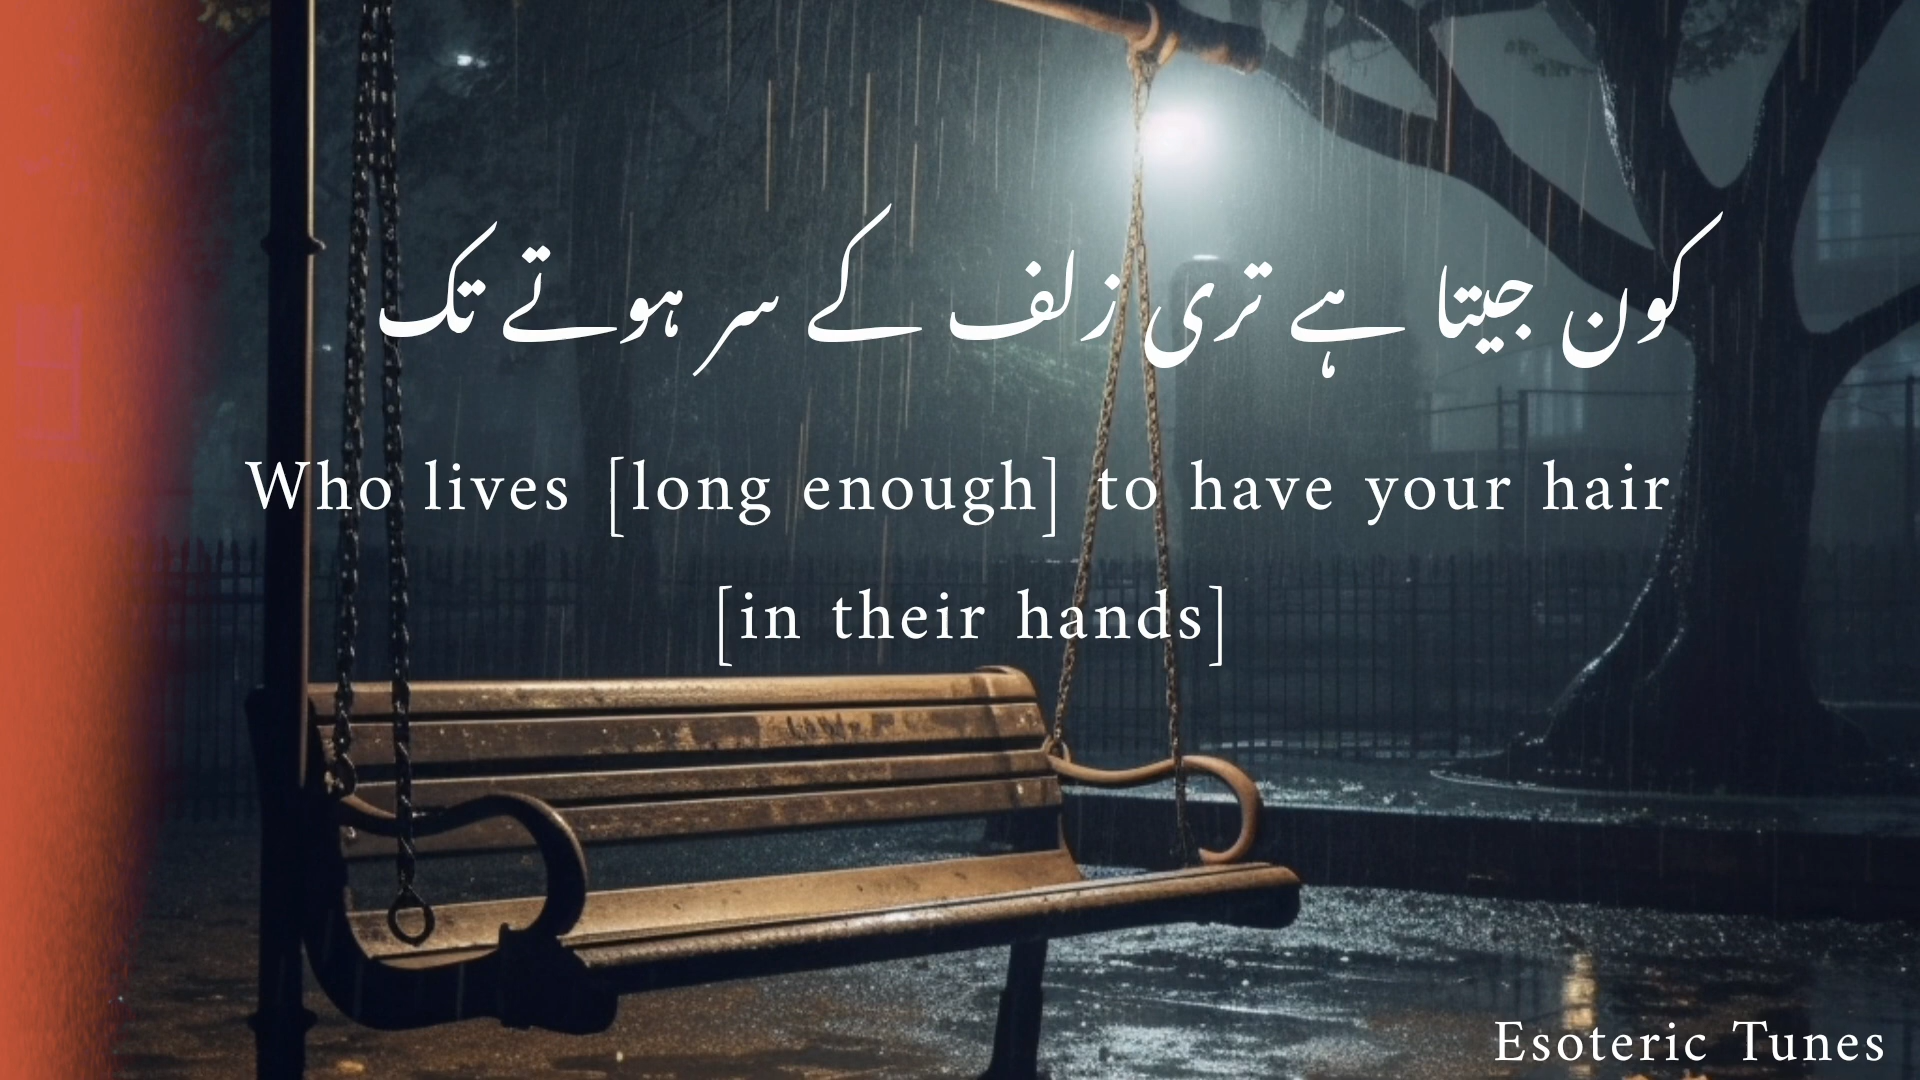 کون جیتا ہے تری زلف کے سر ہوتے تک
Who lives [long enough] to have your hair
[in their hands]
Esoteric Tunes